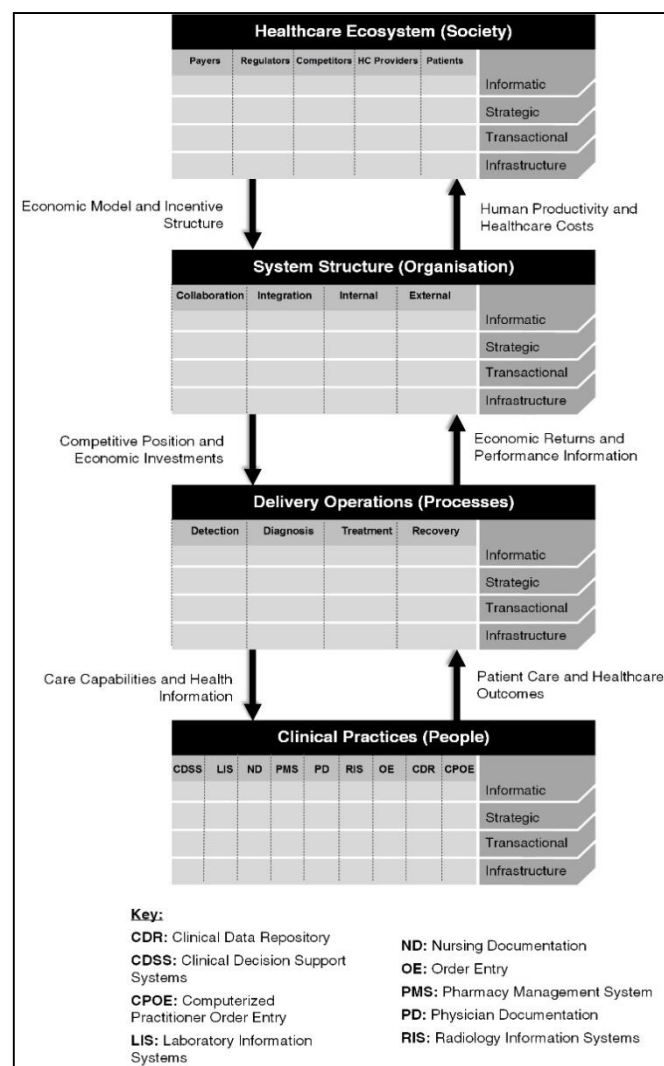 Healthcare Ecosystem (Society)
Payers Regulators Competitors HC Providers Patients
Informatic
Strategic
Transactional
Infrastructure
Economic Model and Incentive
Structure
Human Productivity and
Healthcare Costs
System Structure (Organisation)
Collaboration Integration Internal External
Informatic
Strategic
Transactional
Infrastructure
Competitive Position and
Economic Investments
Economic Returns and
Performance Information
Delivery Operations (Processes)
Detection Diagnosis Treatment Recovery
Informatic
Strategic
Transactional
Infrastructure
Care Capabilities and Health
Information
Patient Care and Healthcare
Outcomes
Clinical Practices (People)
CDSS LIS ND PMS PD RIS OE CDR CPOE
Informatic
Strategic
Transactional
Infrastructure
Key:
CDR: Clinical Data Repository
CDSS: Clinical Decision Support
Systems
CPOE: Computerized
Practitioner Order Entry
LIS: Laboratory Information
Systems
ND: Nursing Documentation
OE: Order Entry
PMS: Pharmacy Management System
PD: Physician Documentation
RIS: Radiology Information Systems